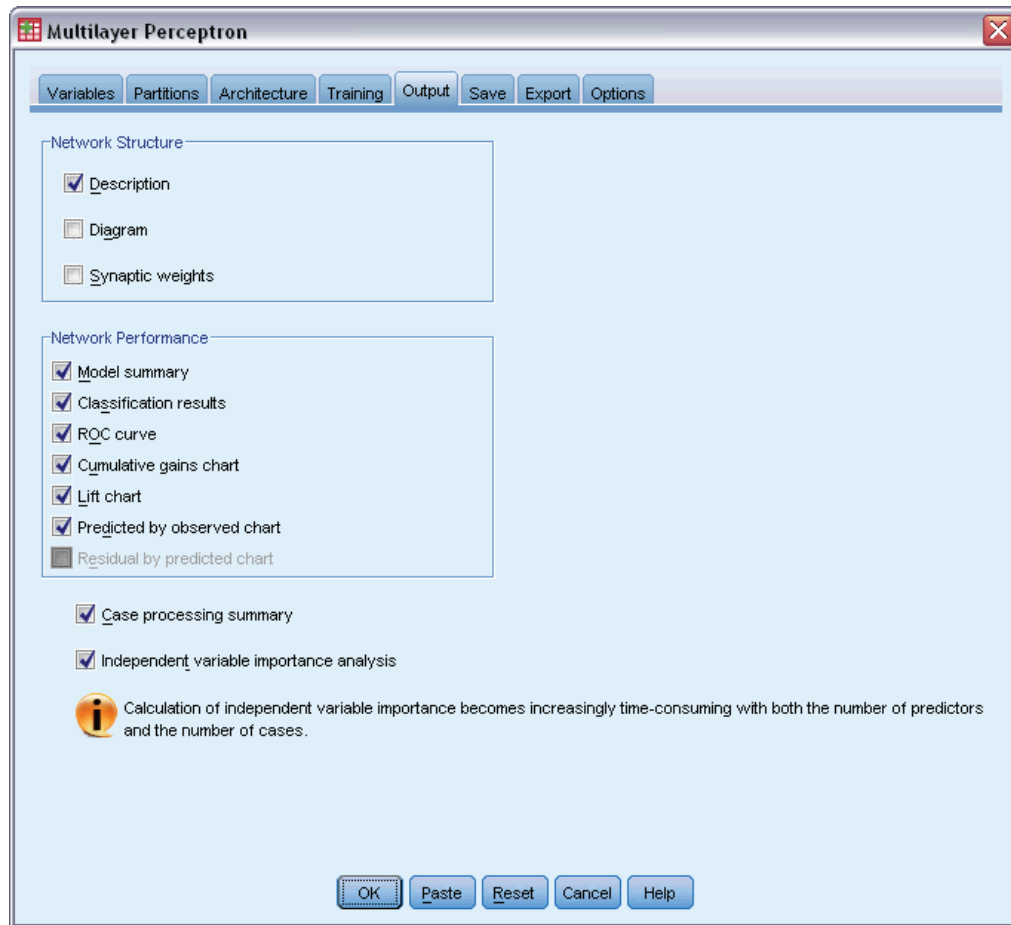 Multilayer Perceptron
Variables Partitions Architecture Training Output Save Export Options
Network Structure
Description
Diagram
Synaptic weights
Network Performance
Model summary
Classification results
ROC curve
Cumulative gains chart
Lift chart
Predicted by observed chart
Residual by predicted chart
Case processing summary
Independent variable importance analysis
Calculation of independent variable importance becomes increasingly time-consuming with both the number of predictors
and the number of cases.
OK Paste Reset Cancel Help